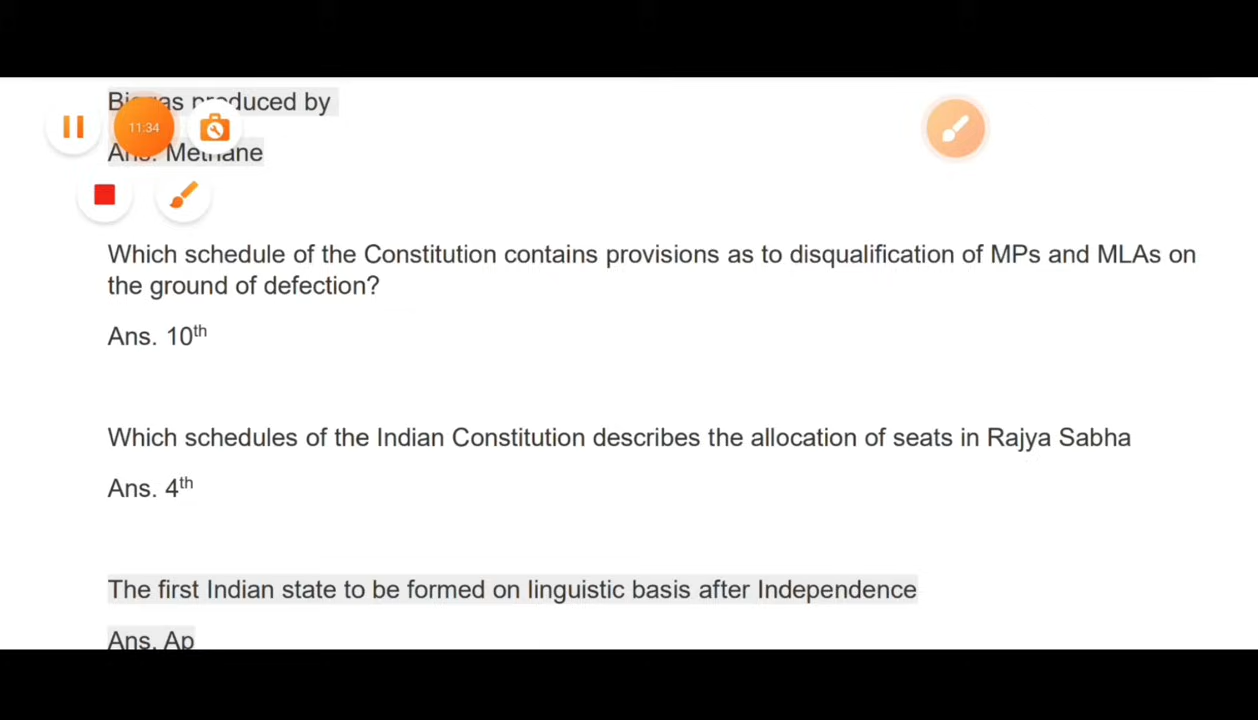 Biogas produced by
11:34
Ans. Methane
Which schedule of the Constitution contains provisions as to disqualification of MPs and MLAs on
the ground of defection?
Ans. 10th
Which schedules of the Indian Constitution describes the allocation of seats in Rajya Sabha
Ans. 4th
The first Indian state to be formed on linguistic basis after Independence
Ans. Ap